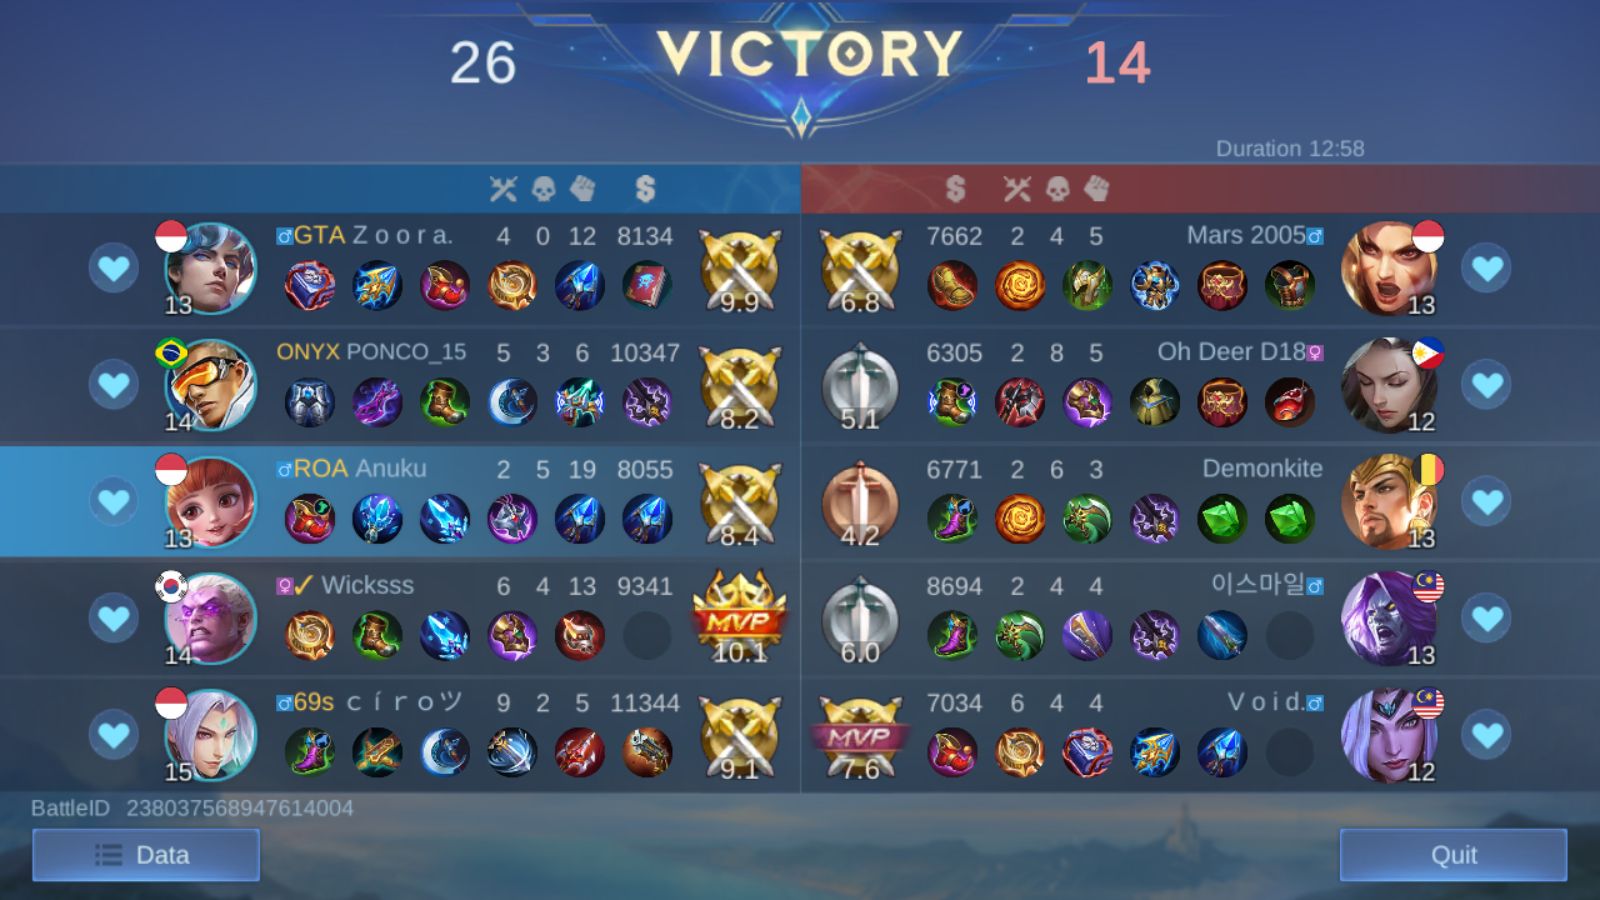 26 VICTORY 14
Duration 12:58
GTA Z o o r a. 4 0 12 8134
13 9.9
7662 2 4 5 Mars 2005
6.8 13
ONYX PONCO_15 5 3 6 10347
14 8.2
6305 2 8 5 Oh Deer D18
5.1 12
ROA Anuku 2 5 19 8055
13 8.4
6771 2 6 3 Demonkite
4.2 13
Wicksss 6 4 13 9341
MVP
14 10.1
8694 2 4 4 이스마일
6.0 13
69s c í r o ツ 9 2 5 11344
15 9.1
7034 6 4 4 V o i d.
MVP
7.6 12
BattleID 238037568947614004
Data
Quit